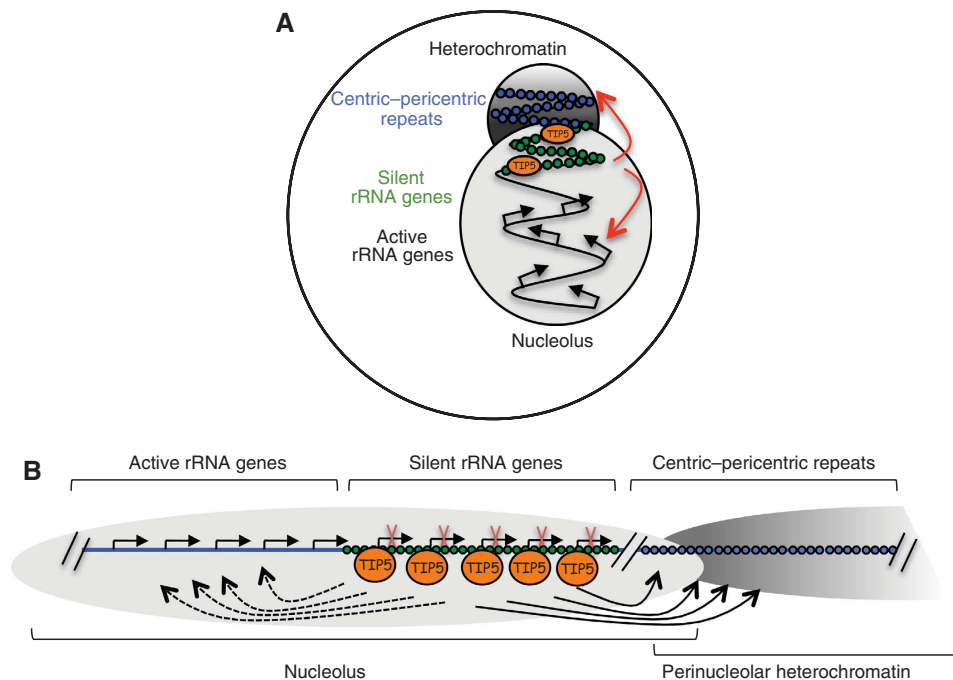 A
Heterochromatin
Centric–pericentric
repeats
TIP5
TIP5
Silent
rRNA genes
Active
rRNA genes
Nucleolus
B
Active rRNA genes
Silent rRNA genes
Centric–pericentric repeats
TIP5
TIP5
TIP5
TIP5
TIP5
Nucleolus
Perinucleolar heterochromatin